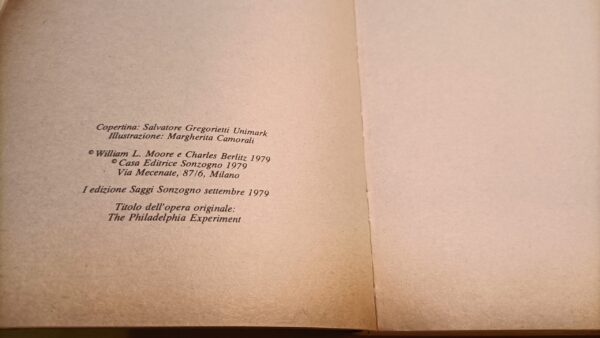 Copertina: Salvatore Gregorietti Unimark
Illustrazione: Margherita Camorali
© William L. Moore e Charles Berlitz 1979
© Casa Editrice Sonzogno 1979
Via Mecenate, 87/6, Milano
I edizione Saggi Sonzogno settembre 1979
Titolo dell'opera originale:
The Philadelphia Experiment